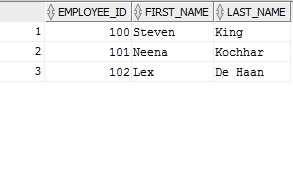 EMPLOYEE_ID FIRST_NAME LAST_NAME
1 100 Steven King
2 101 Neena Kochhar
3 102 Lex De Haan